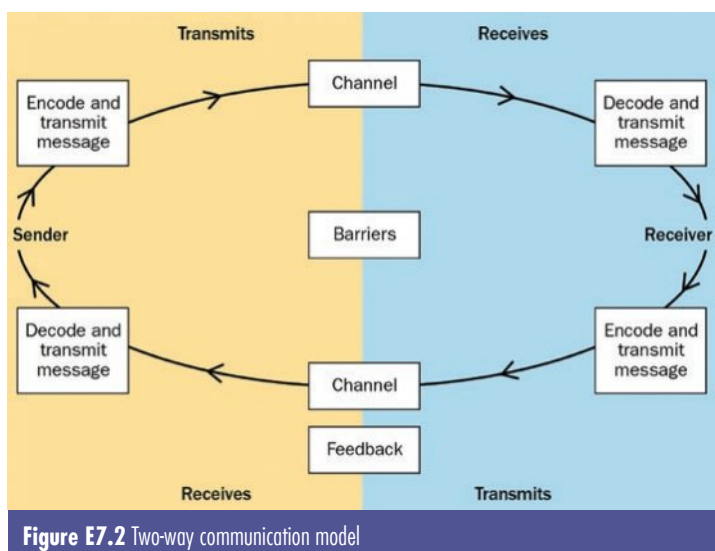 Transmits
Receives
Channel
Encode and
transmit
message
Decode and
transmit
message
Sender
Barriers
Receiver
Decode and
transmit
message
Encode and
transmit
message
Channel
Feedback
Receives
Transmits
Figure E7.2 Two-way communication model